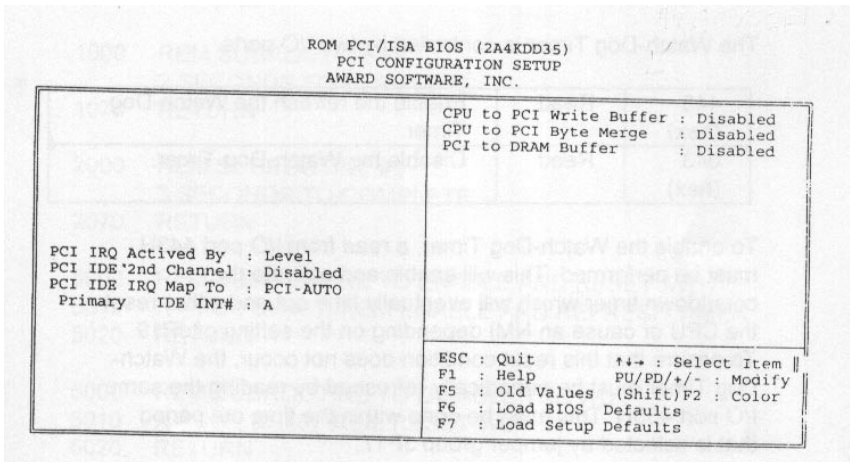 ROM PCI/ISA BIOS (2A4KDD35)
PCI CONFIGURATION SETUP
AWARD SOFTWARE, INC.
CPU to PCI Write Buffer : Disabled
CPU to PCI Byte Merge : Disabled
PCI to DRAM Buffer : Disabled
PCI IRQ Actived By : Level
PCI IDE 2nd Channel : Disabled
PCI IDE IRQ Map To : PCI-AUTO
Primary IDE INT# : A
ESC : Quit ↑↓→← : Select Item
F1 : Help PU/PD/+/- : Modify
F5 : Old Values (Shift)F2 : Color
F6 : Load BIOS Defaults
F7 : Load Setup Defaults